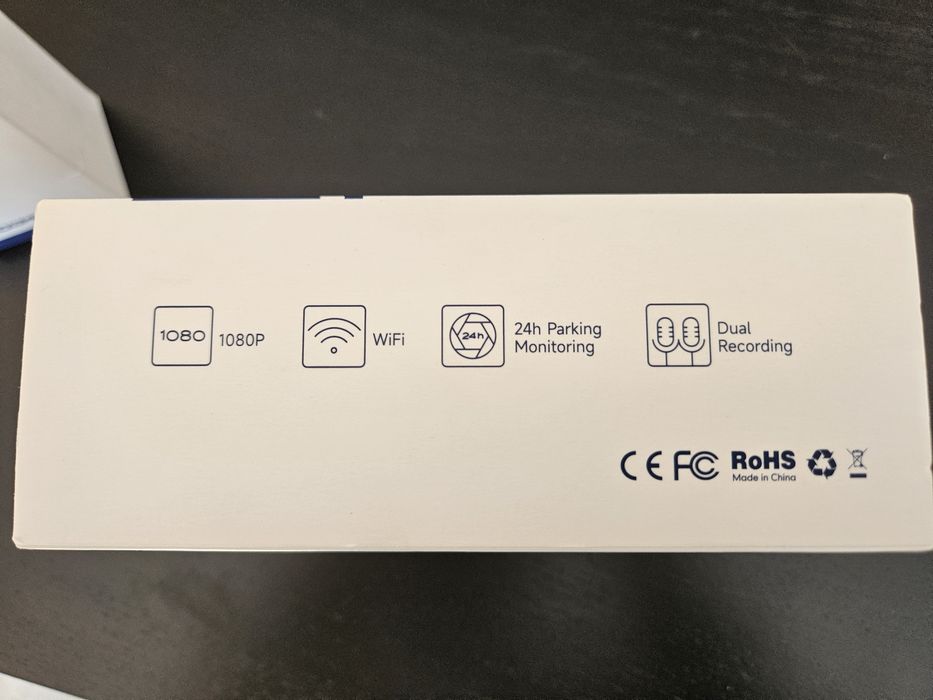 1080 1080P
WiFi
24h 24h Parking
Monitoring
Dual
Recording
CE FC RoHS
Made in China